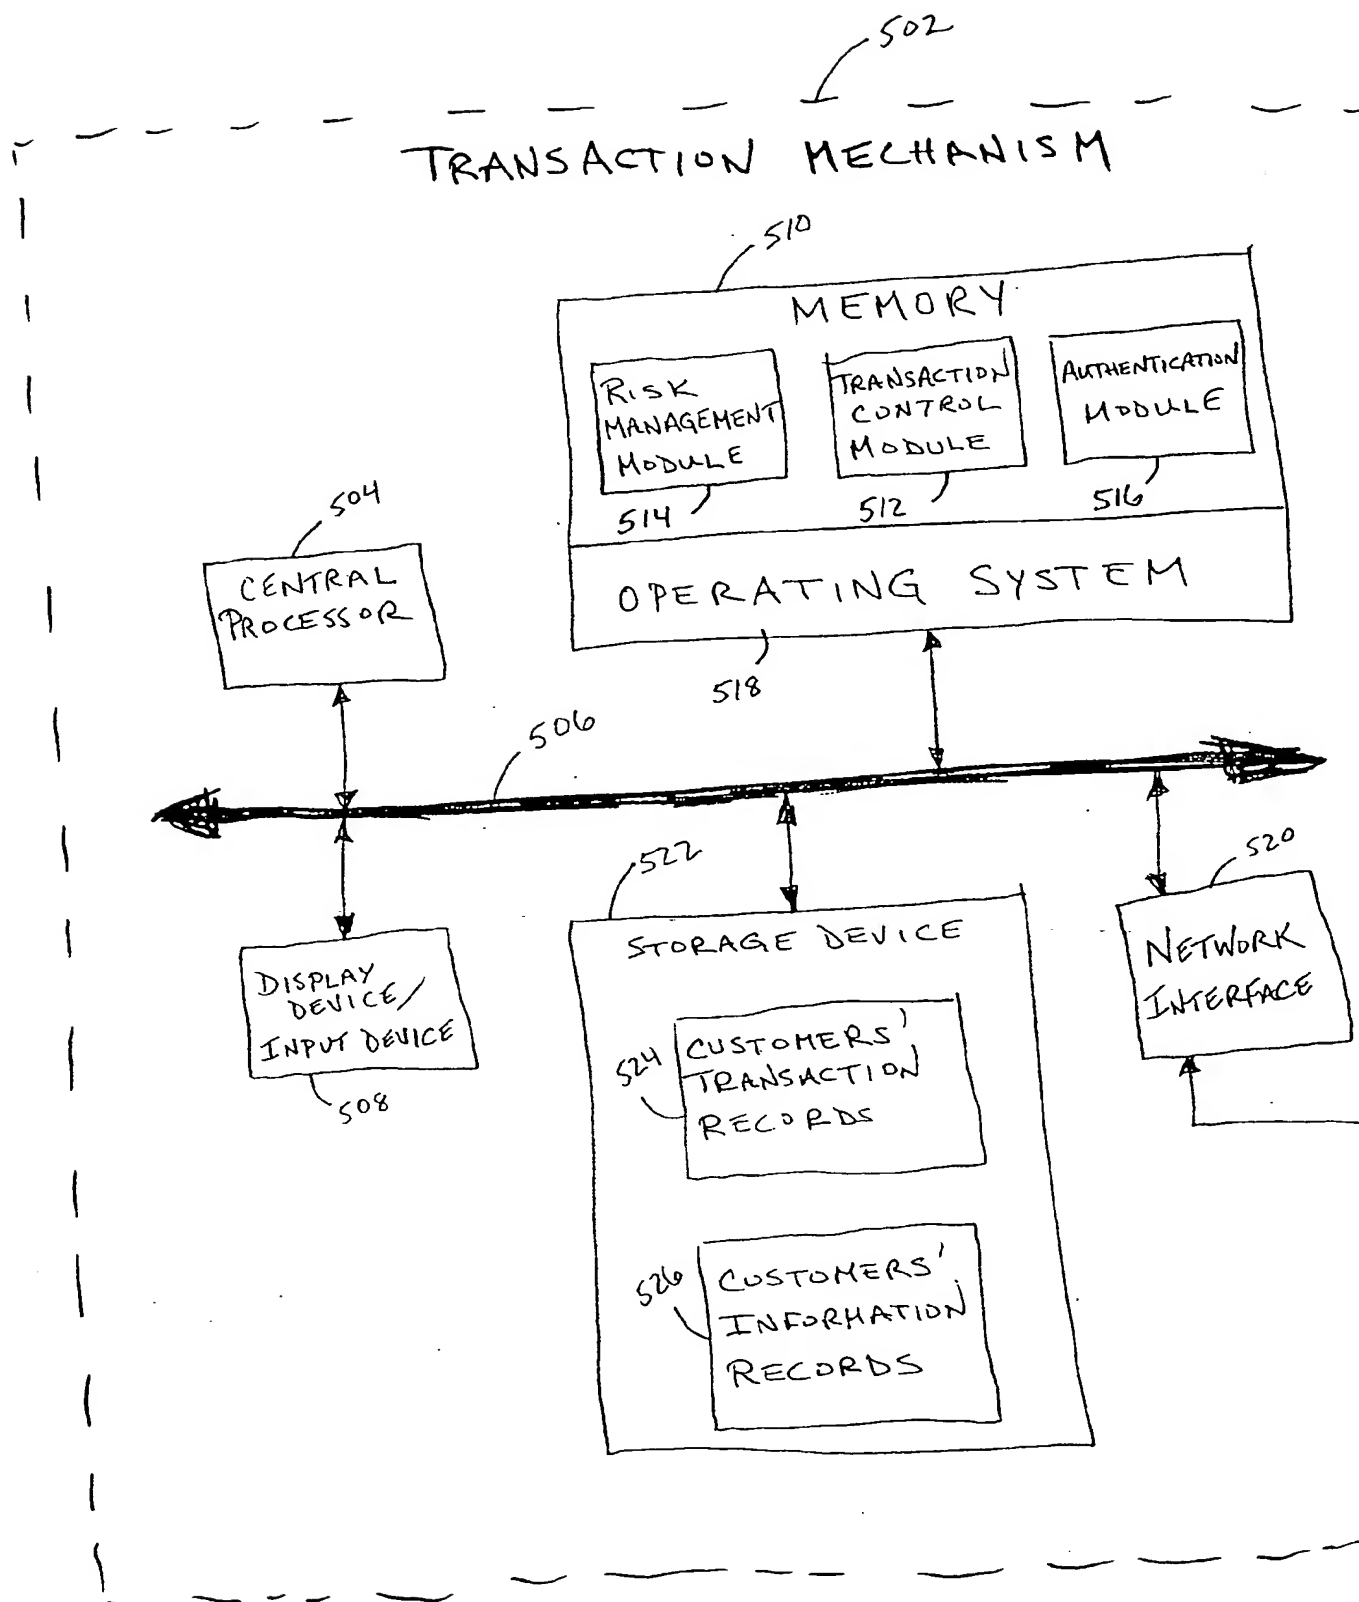 502
TRANSACTION MECHANISM
510
MEMORY
RISK
MANAGEMENT
MODULE
514
TRANSACTION
CONTROL
MODULE
512
AUTHENTICATION
MODULE
516
OPERATING SYSTEM
518
504
CENTRAL
PROCESSOR
506
522
520
DISPLAY
DEVICE/
INPUT DEVICE
508
STORAGE DEVICE
524
CUSTOMERS'
TRANSACTION
RECORDS
526
CUSTOMERS'
INFORMATION
RECORDS
NETWORK
INTERFACE